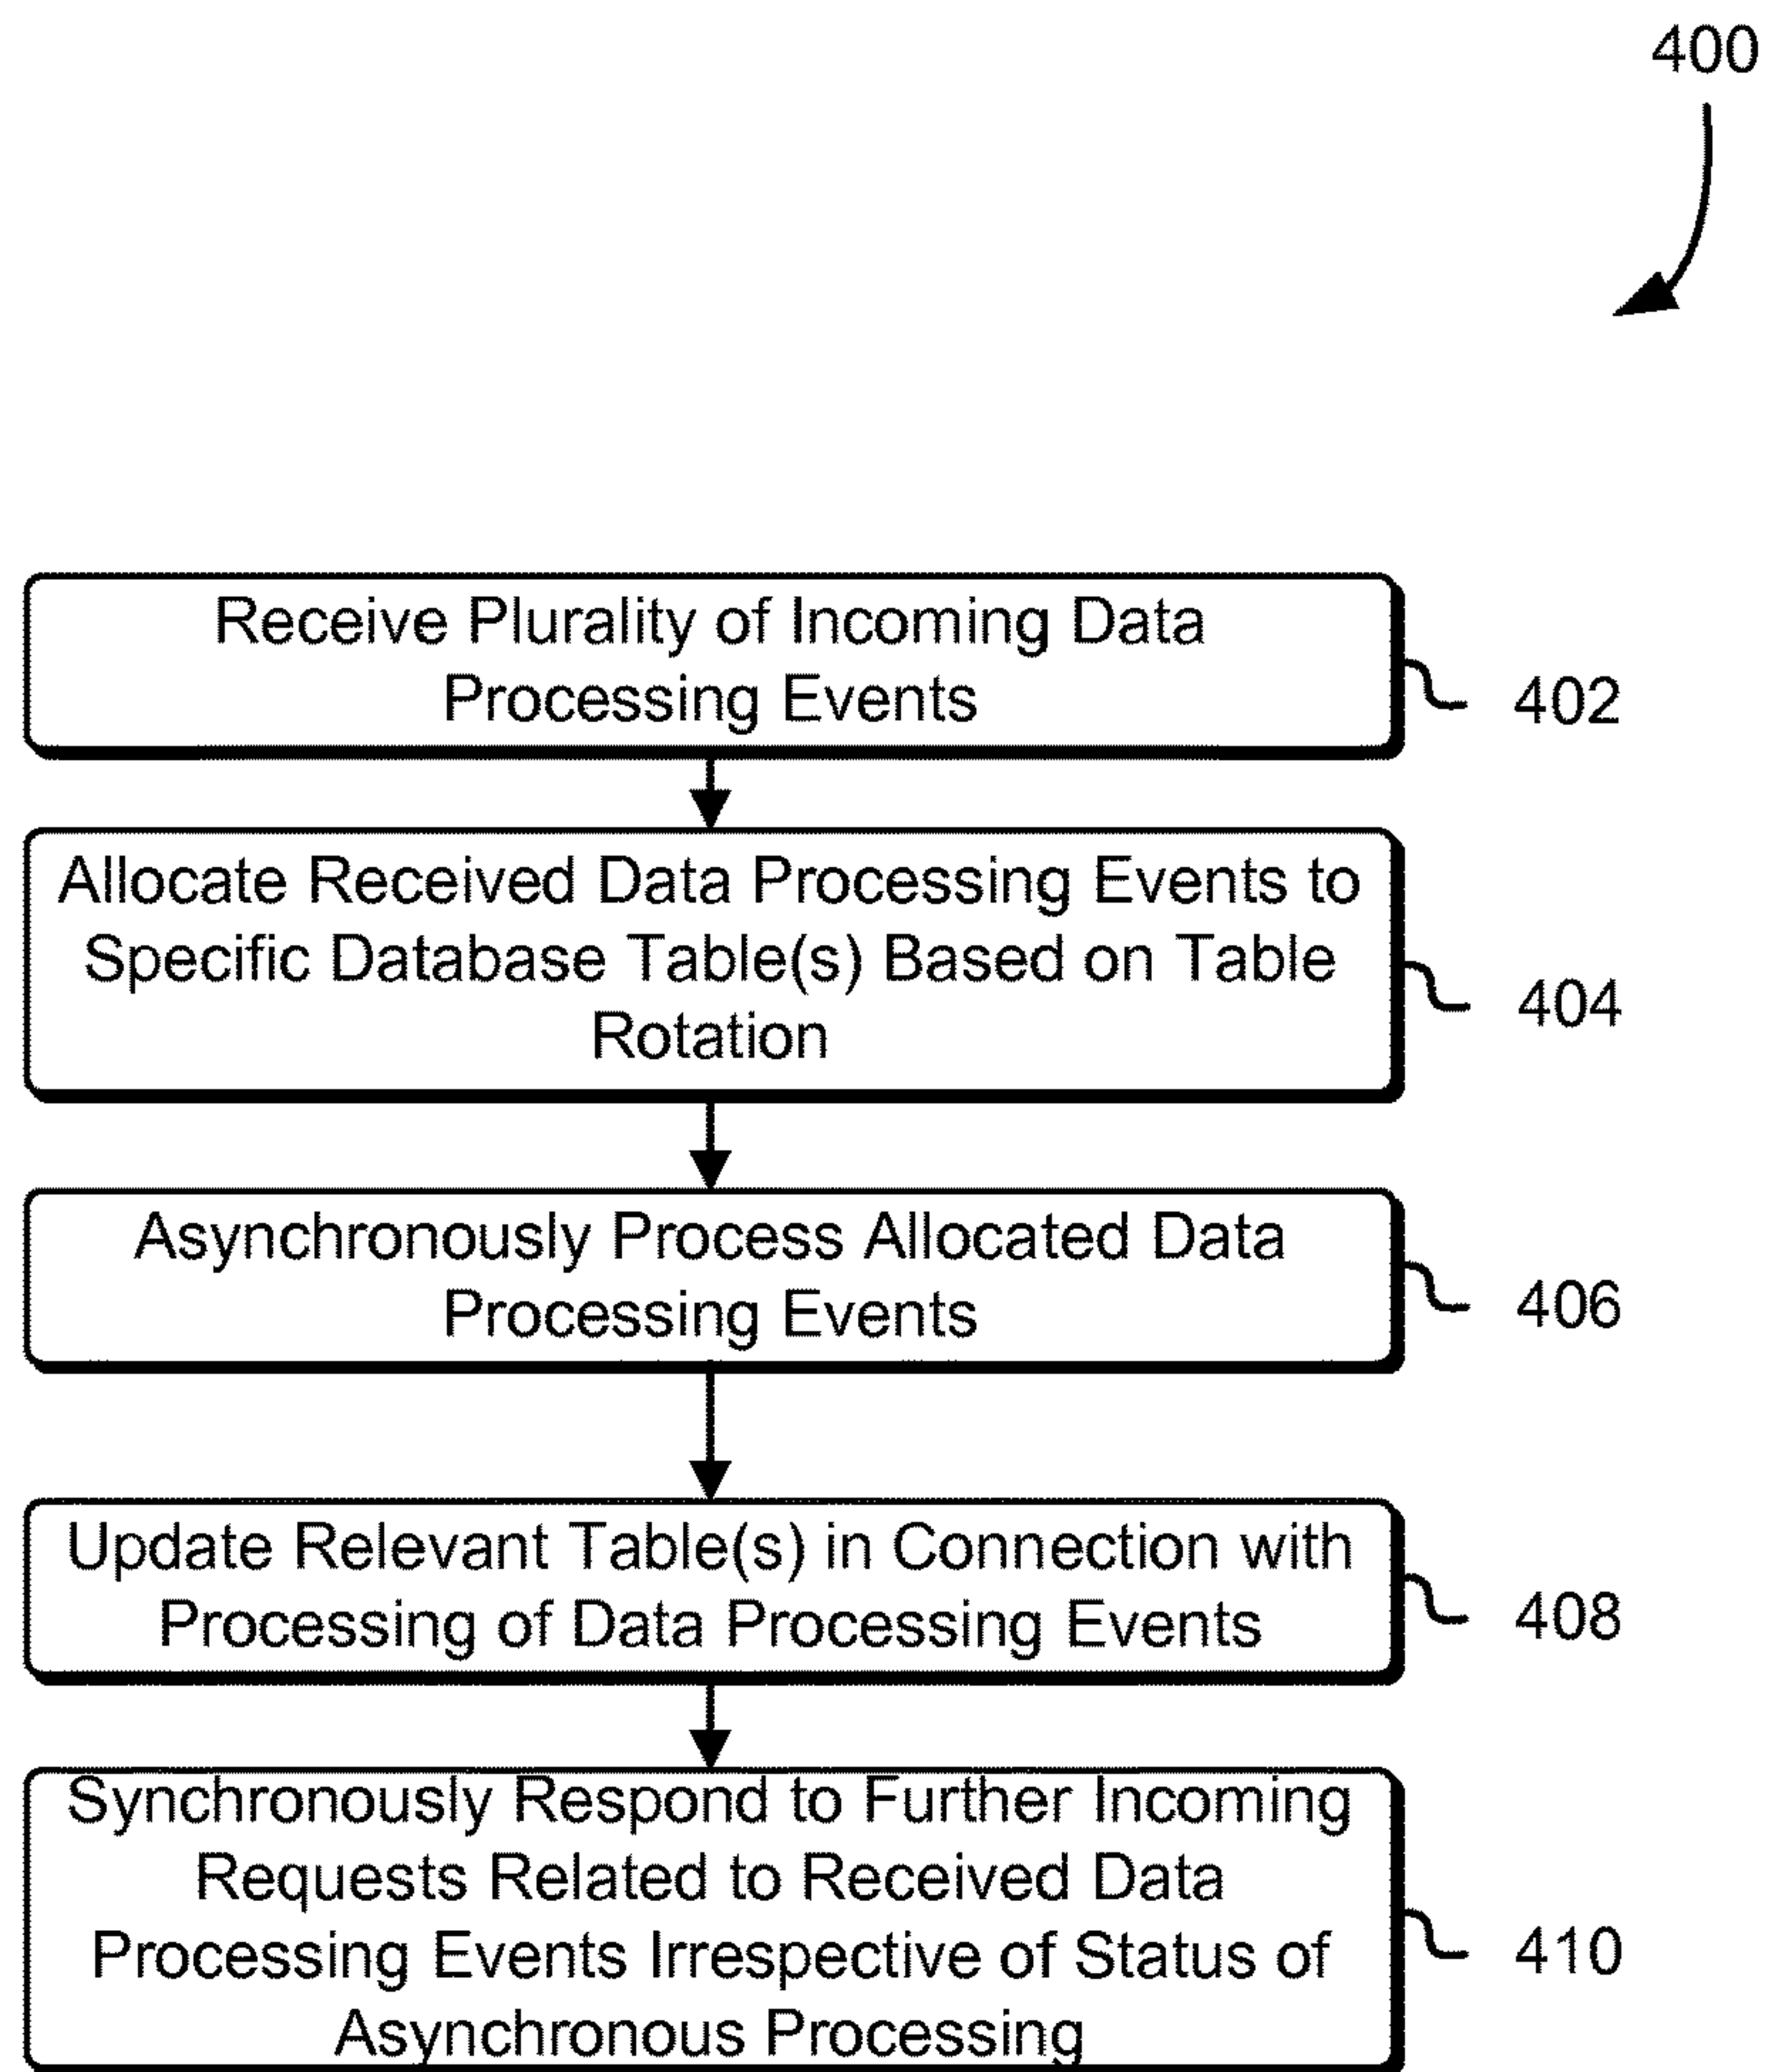 400
Receive Plurality of Incoming Data
Processing Events
402
Allocate Received Data Processing Events to
Specific Database Table(s) Based on Table
Rotation
404
Asynchronously Process Allocated Data
Processing Events
406
Update Relevant Table(s) in Connection with
Processing of Data Processing Events
408
Synchronously Respond to Further Incoming
Requests Related to Received Data
Processing Events Irrespective of Status of
Asynchronous Processing
410